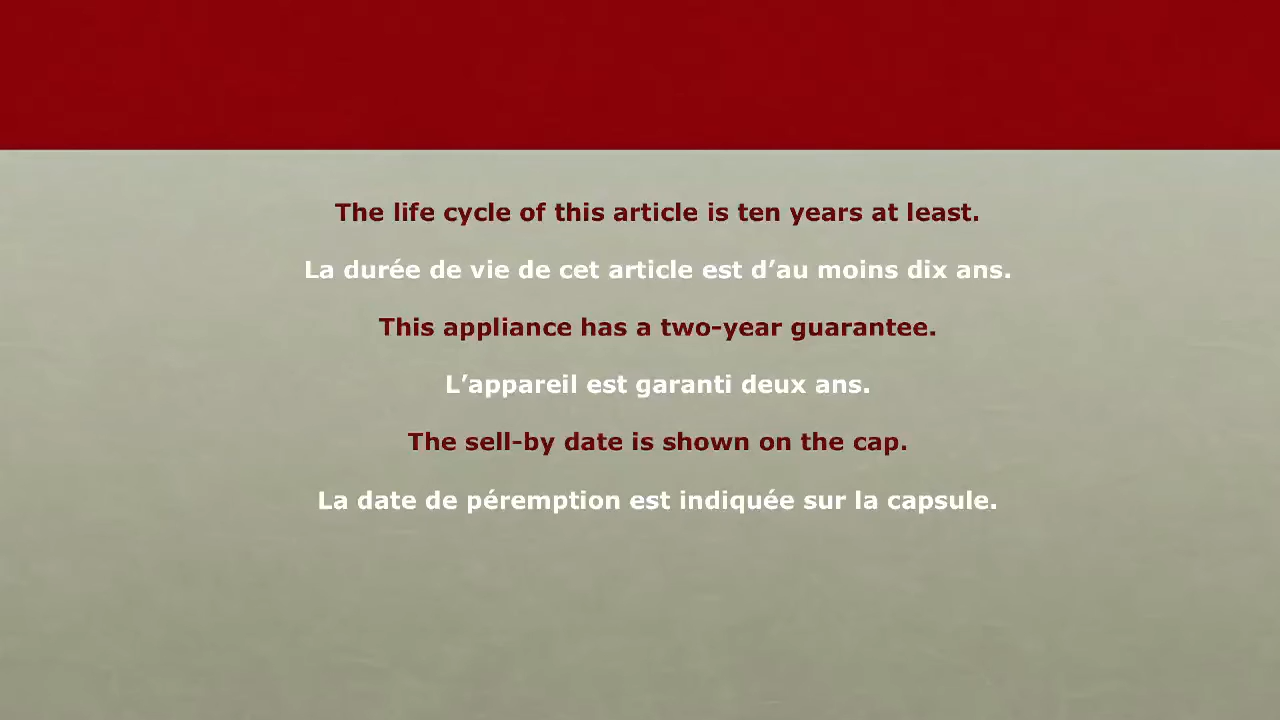 The life cycle of this article is ten years at least.
La durée de vie de cet article est d’au moins dix ans.
This appliance has a two-year guarantee.
L’appareil est garanti deux ans.
The sell-by date is shown on the cap.
La date de péremption est indiquée sur la capsule.